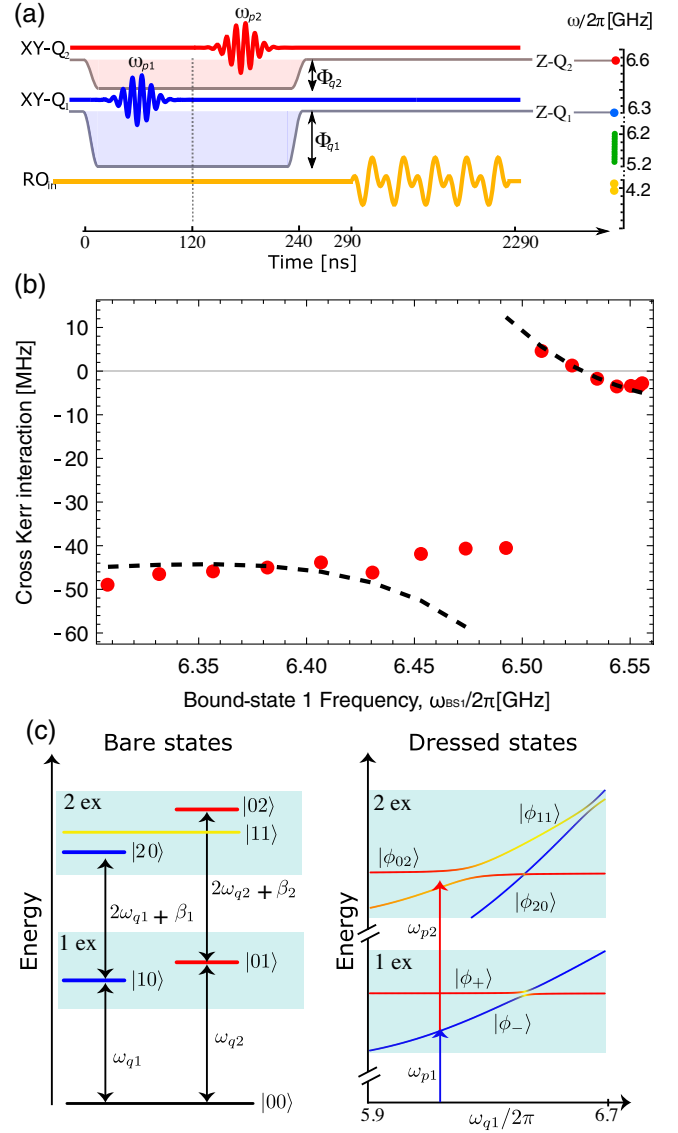 (a)
ω/2π[GHz]
ωp2
XY-Q2
Φq2
Z-Q2
6.6
ωp1
XY-Q1
Φq1
Z-Q1
6.3
6.2
5.2
ROin
4.2
0 120 240 290 2290
Time [ns]
(b)
Cross Kerr interaction [MHz]
10
0
-10
-20
-30
-40
-50
-60
6.35 6.40 6.45 6.50 6.55
Bound-state 1 Frequency, ωBS1/2π[GHz]
(c)
Bare states Dressed states
Energy
2 ex
|02⟩
|11⟩
|20⟩
2ωq1 + β1
2ωq2 + β2
1 ex
|01⟩
|10⟩
ωq1
ωq2
|00⟩
Energy
2 ex
|ϕ11⟩
|ϕ02⟩
|ϕ20⟩
ωp2
1 ex
|ϕ+⟩
|ϕ−⟩
ωp1
5.9 ωq1/2π 6.7